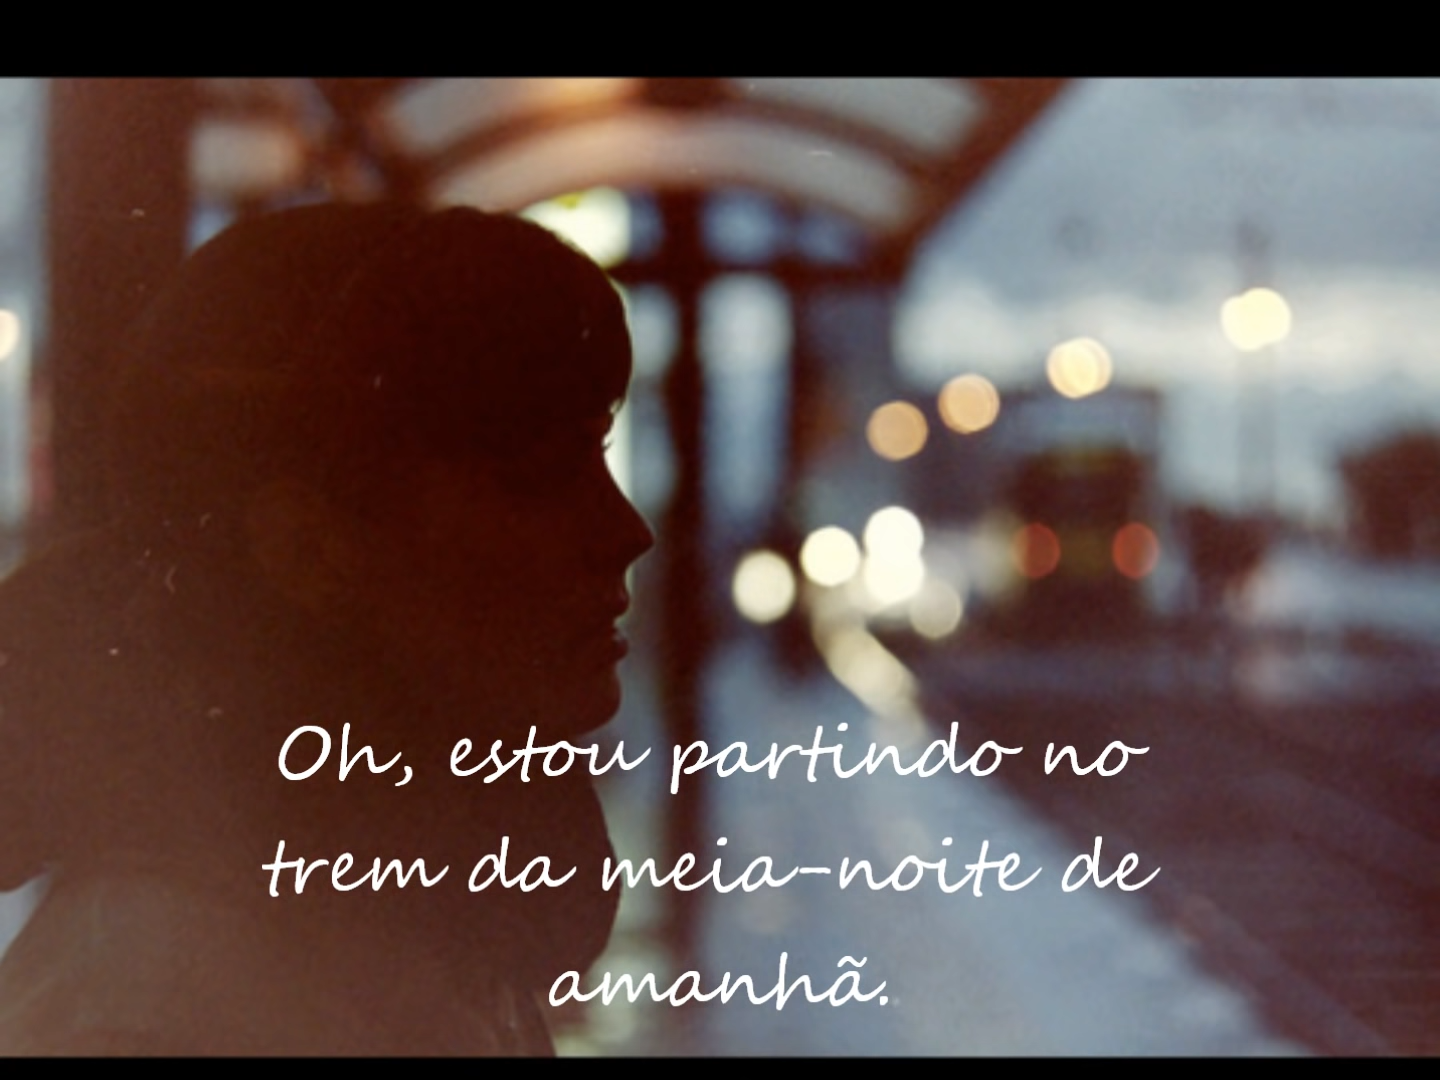 Oh, estou partindo no
trem da meia-noite de
amanhã.